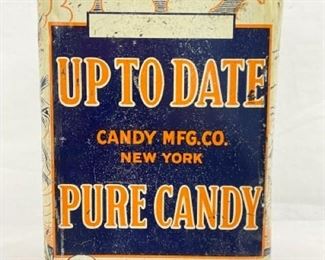 UP TO DATE
CANDY MFG.CO.
NEW YORK
PURE CANDY